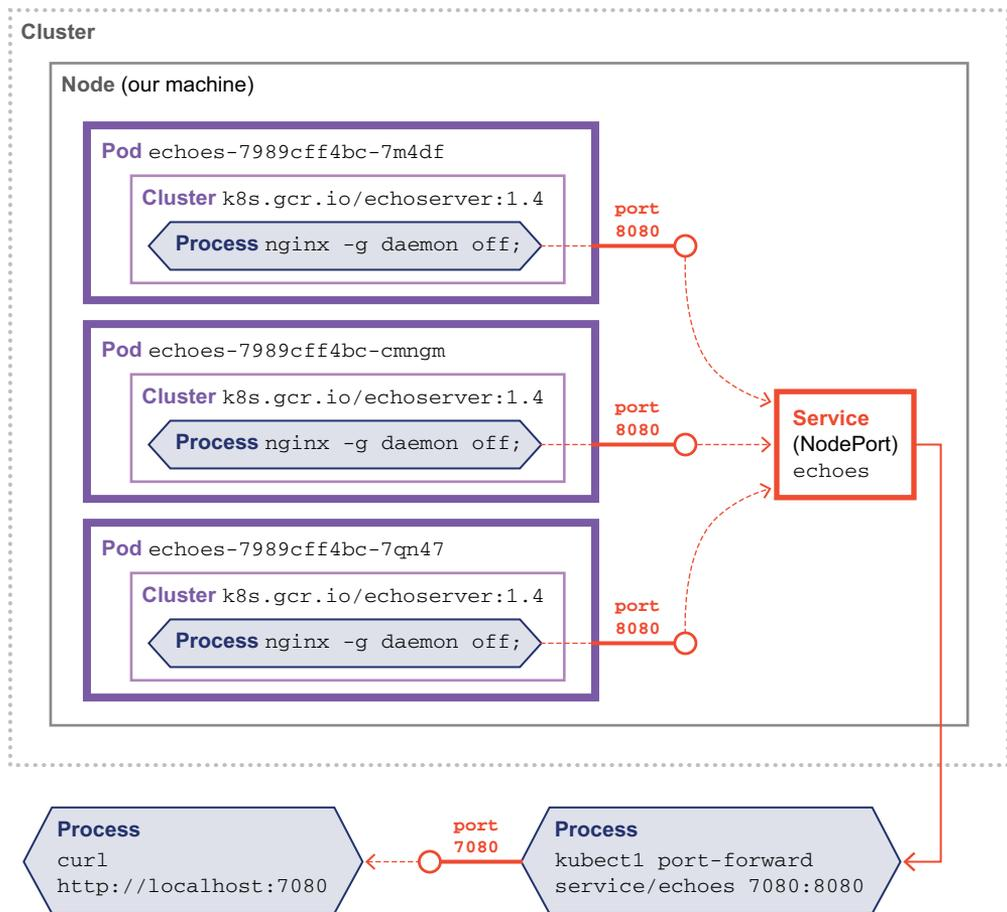 Cluster
Node (our machine)
Pod echoes-7989cff4bc-7m4df
Cluster k8s.gcr.io/echoserver:1.4
Process nginx -g daemon off;
port
8080
Pod echoes-7989cff4bc-cmngm
Cluster k8s.gcr.io/echoserver:1.4
Process nginx -g daemon off;
port
8080
Service
(NodePort)
echoes
Pod echoes-7989cff4bc-7qn47
Cluster k8s.gcr.io/echoserver:1.4
Process nginx -g daemon off;
port
8080
Process
curl
http://localhost:7080
port
7080
Process
kubect1 port-forward
service/echoes 7080:8080